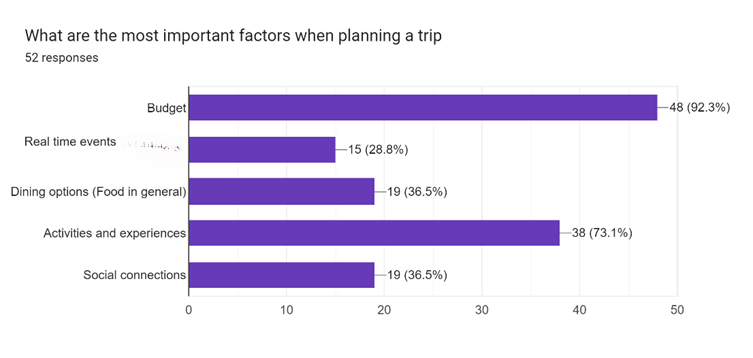 What are the most important factors when planning a trip
52 responses
Budget
48 (92.3%)
Real time events
15 (28.8%)
Dining options (Food in general)
19 (36.5%)
Activities and experiences
38 (73.1%)
Social connections
19 (36.5%)
0 10 20 30 40 50